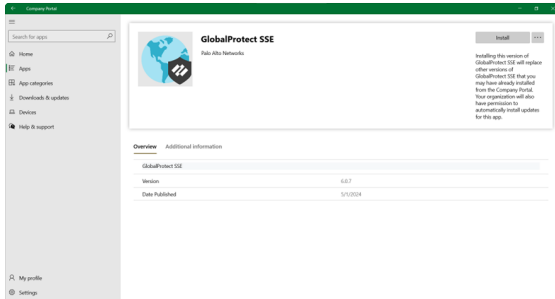 Company Portal
Search for apps
Home
Apps
App categories
Downloads & updates
Devices
Help & support
My profile
Settings
GlobalProtect SSE
Palo Alto Networks
Install
Installing this version of
GlobalProtect SSE will replace
other versions of
GlobalProtect SSE that you
may have already installed
from the Company Portal.
Your organization will also
have permission to
automatically install updates
for this app.
Overview Additional information
GlobalProtect SSE
Version 6.0.7
Date Published 5/1/2024